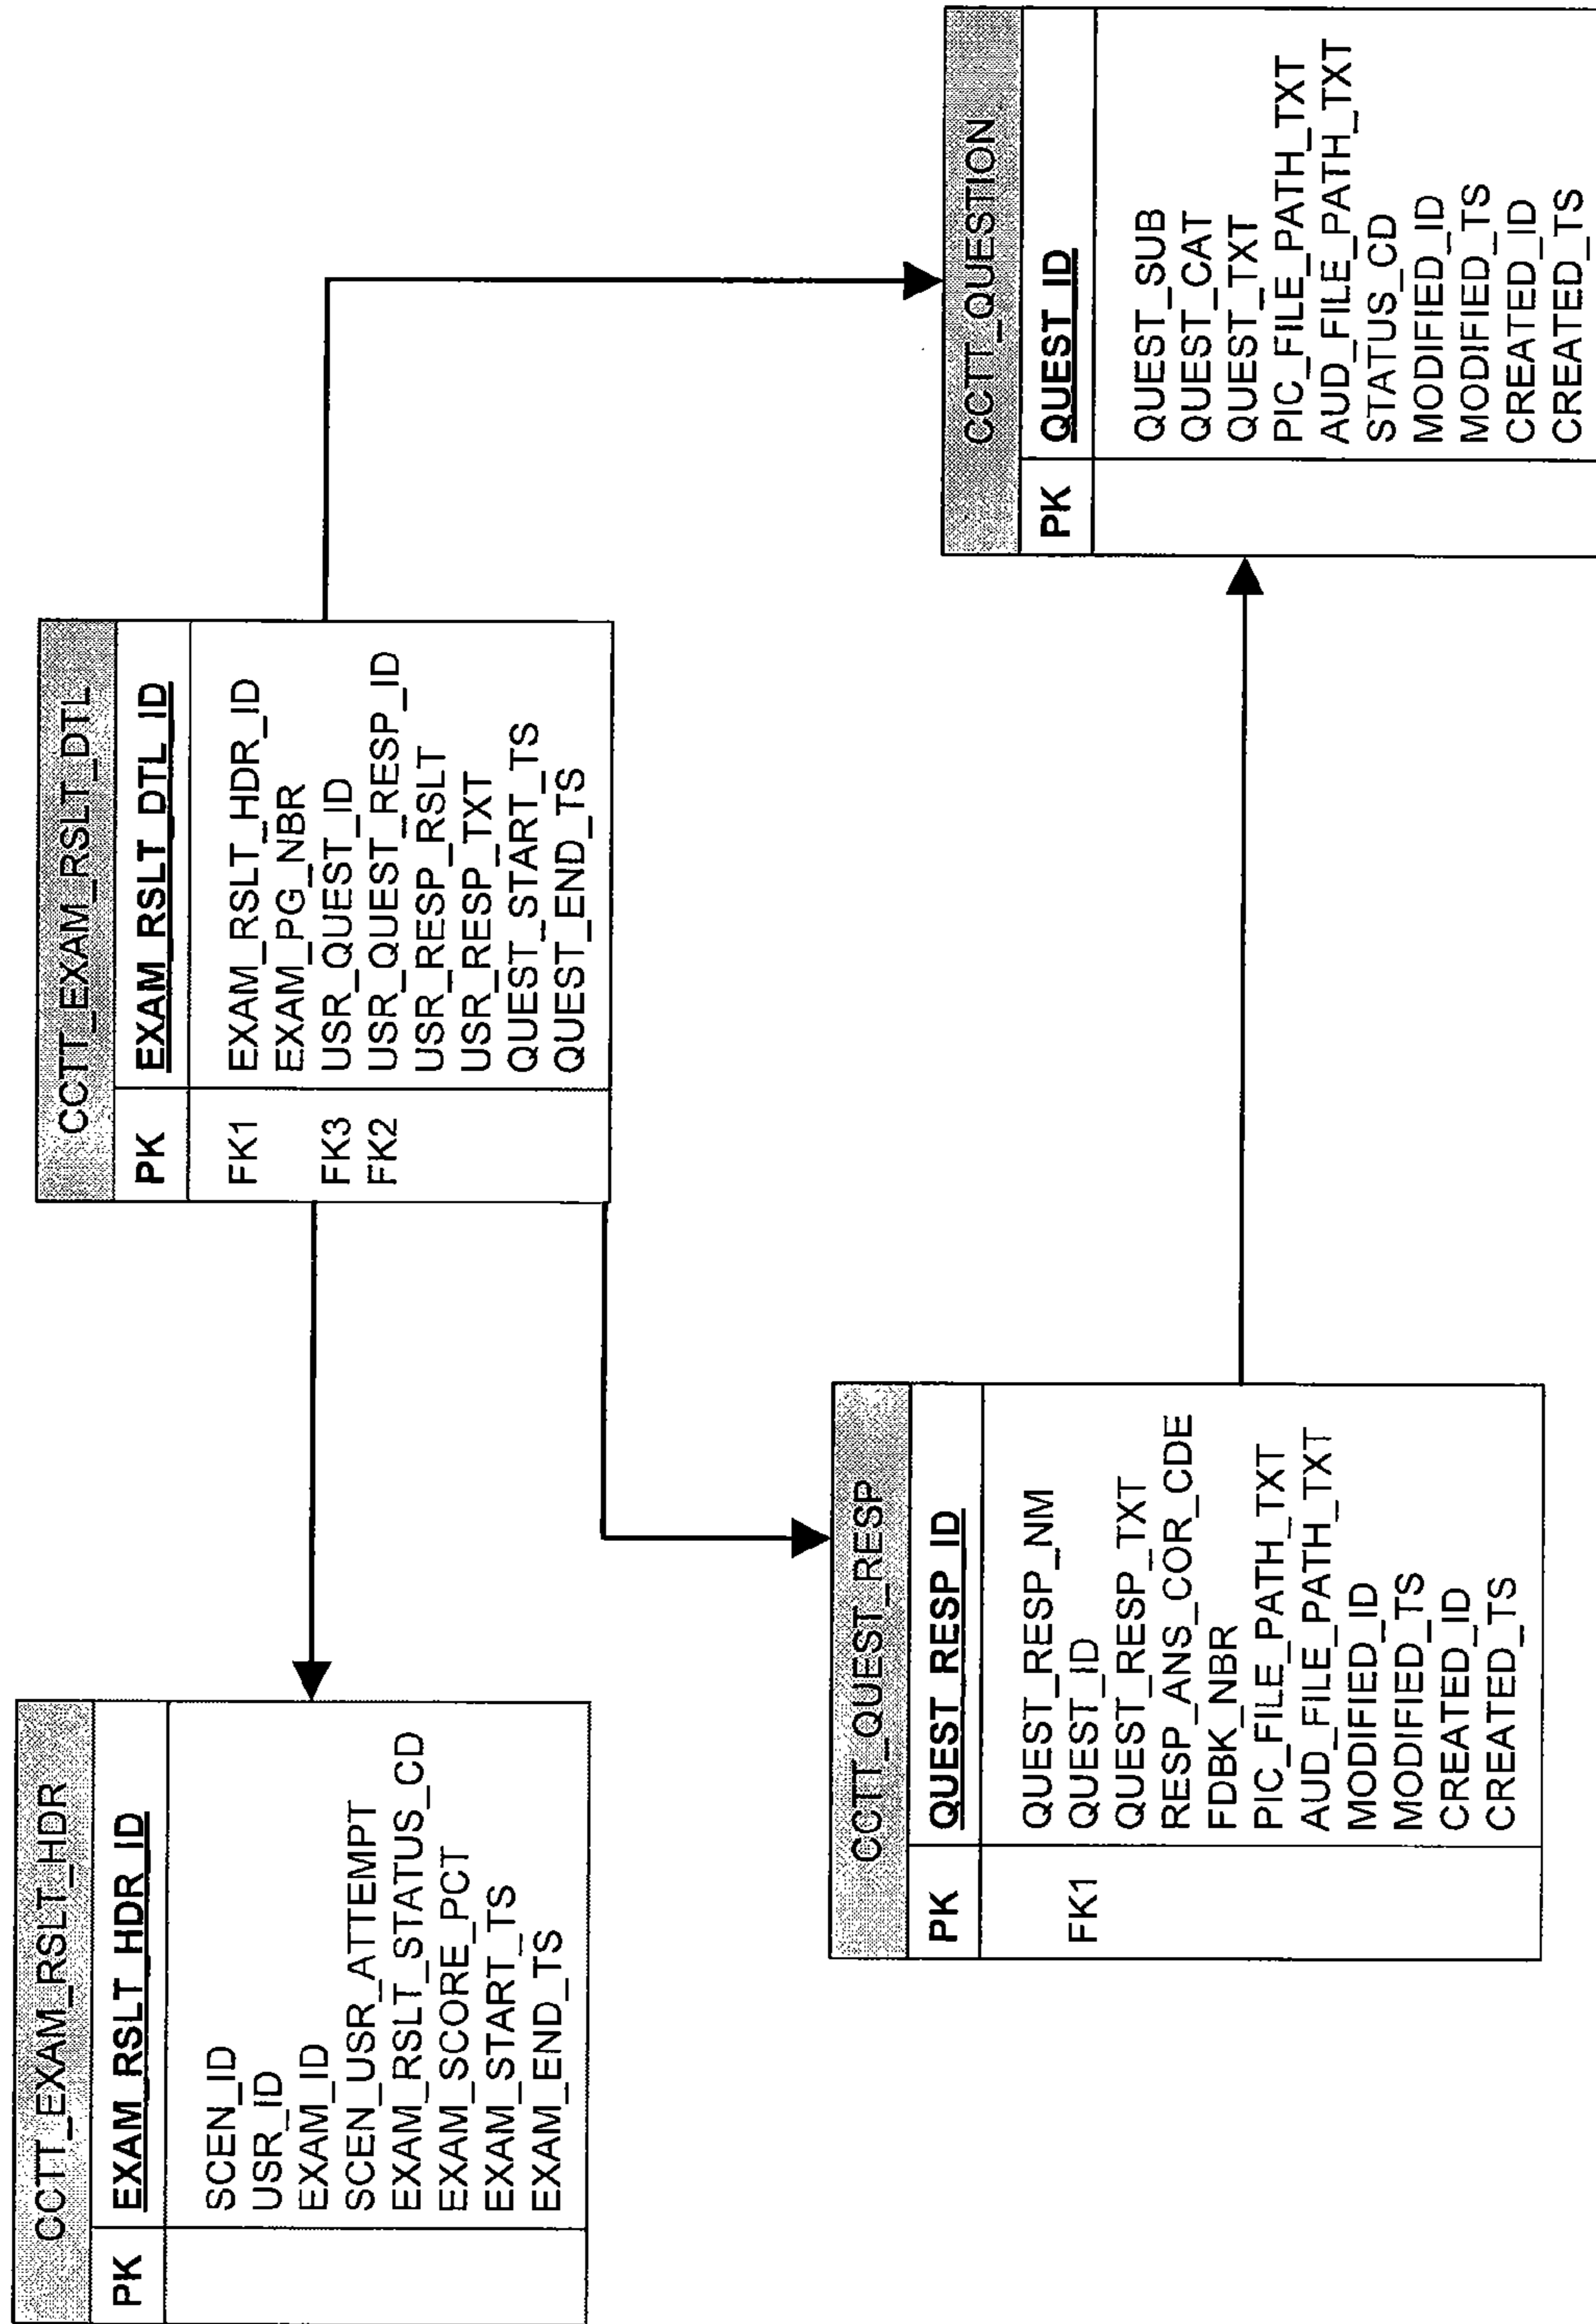 CCTT_EXAM_RSLT_HDR
PK EXAM_RSLT_HDR_ID
SCEN_ID
USR_ID
EXAM_ID
SCEN_USR_ATTEMPT
EXAM_RSLT_STATUS_CD
EXAM_SCORE_PCT
EXAM_START_TS
EXAM_END_TS
CCTT_EXAM_RSLT_DTL
PK EXAM_RSLT_DTL_ID
FK1 EXAM_RSLT_HDR_ID
EXAM_PG_NBR
FK3 USR_QUEST_ID
FK2 USR_QUEST_RESP_ID
USR_RESP_RSLT
USR_RESP_TXT
QUEST_START_TS
QUEST_END_TS
CCTT_QUEST_RESP
PK QUEST_RESP_ID
QUEST_RESP_NM
FK1 QUEST_ID
QUEST_RESP_TXT
RESP_ANS_COR_CDE
FDBK_NBR
PIC_FILE_PATH_TXT
AUD_FILE_PATH_TXT
MODIFIED_ID
MODIFIED_TS
CREATED_ID
CREATED_TS
CCTT_QUESTION
PK QUEST_ID
QUEST_SUB
QUEST_CAT
QUEST_TXT
PIC_FILE_PATH_TXT
AUD_FILE_PATH_TXT
STATUS_CD
MODIFIED_ID
MODIFIED_TS
CREATED_ID
CREATED_TS